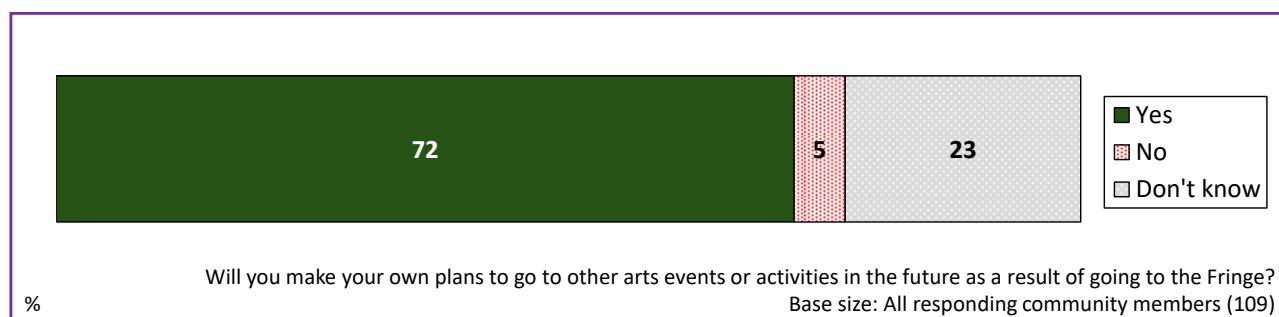 72
5
23
Yes
No
Don't know
Will you make your own plans to go to other arts events or activities in the future as a result of going to the Fringe?
%
Base size: All responding community members (109)